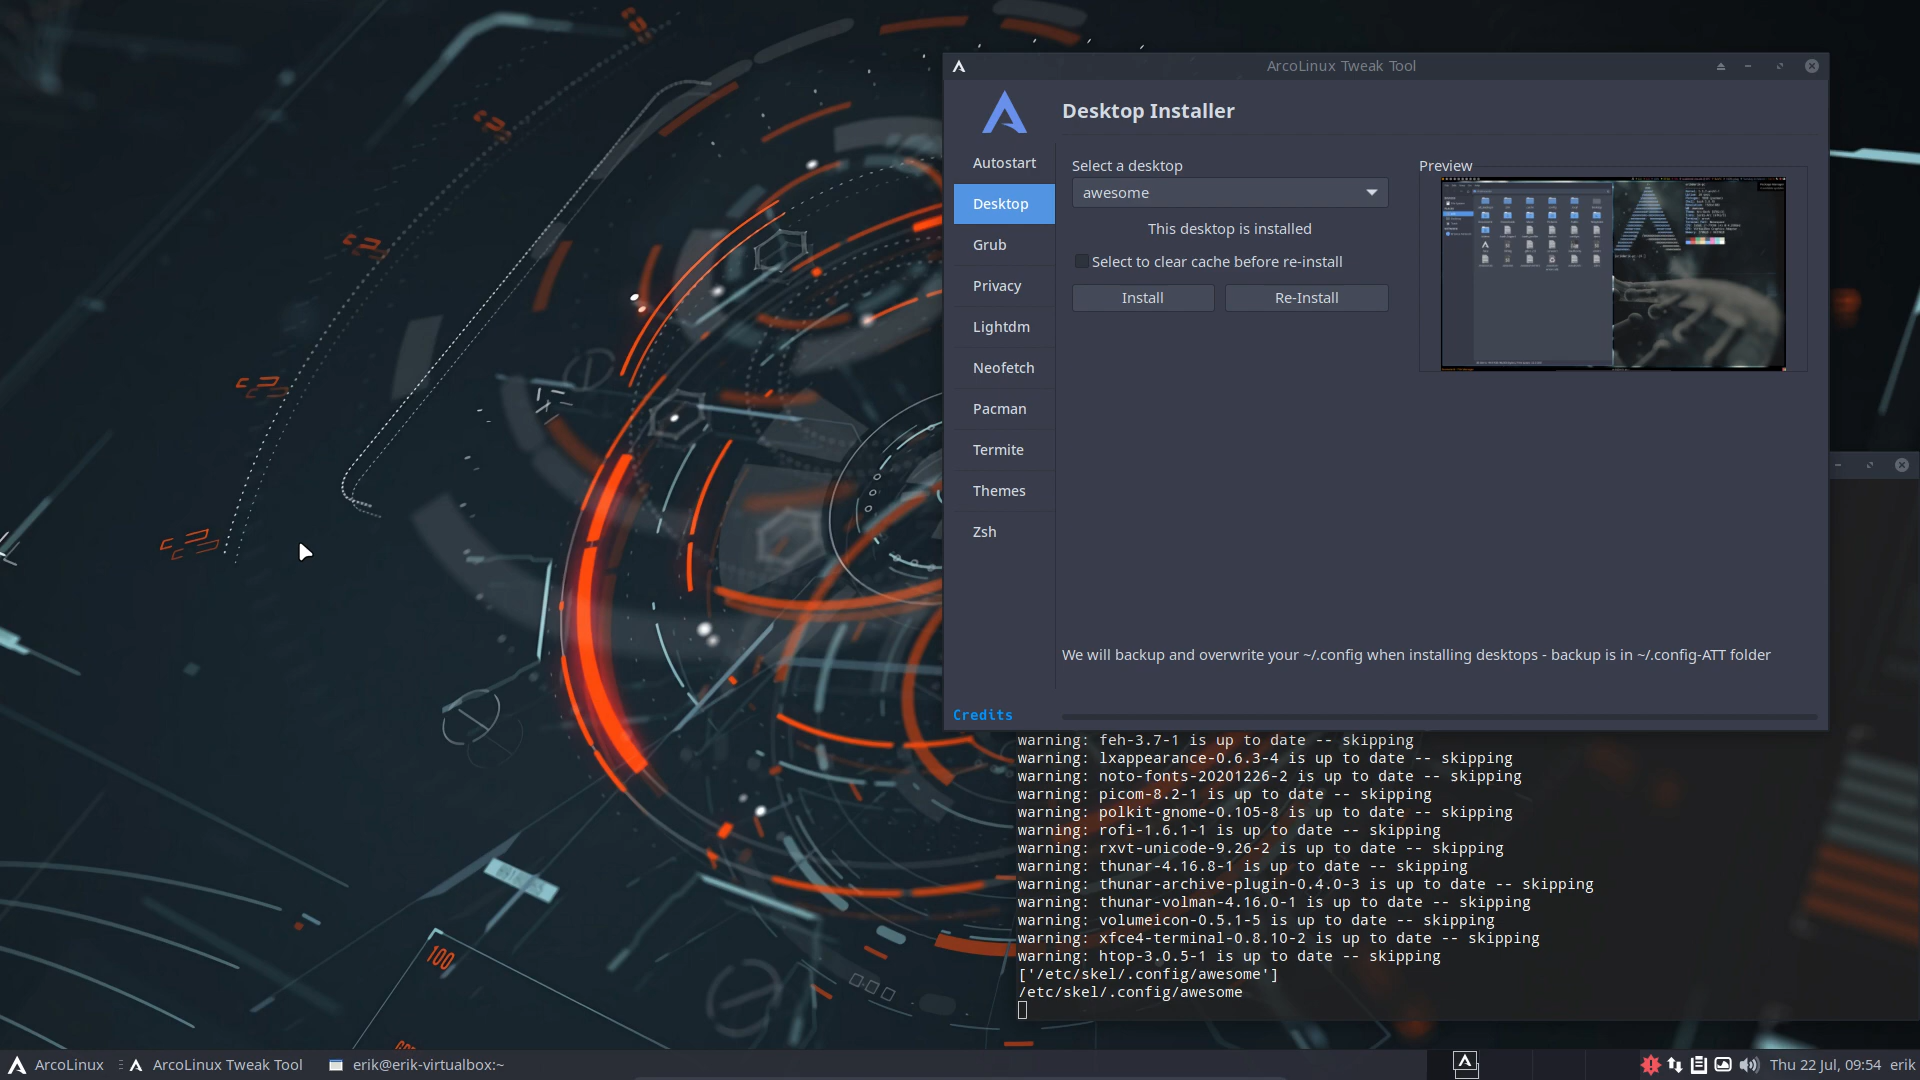 ArcoLinux Tweak Tool
Desktop Installer
Autostart
Desktop
Grub
Privacy
Lightdm
Neofetch
Pacman
Termite
Themes
Zsh
Select a desktop
awesome
This desktop is installed
Select to clear cache before re-install
Install
Re-Install
Preview
We will backup and overwrite your ~/.config when installing desktops - backup is in ~/.config-ATT folder
Credits
warning: feh-3.7-1 is up to date -- skipping
warning: lxappearance-0.6.3-4 is up to date -- skipping
warning: noto-fonts-20201226-2 is up to date -- skipping
warning: picom-8.2-1 is up to date -- skipping
warning: polkit-gnome-0.105-8 is up to date -- skipping
warning: rofi-1.6.1-1 is up to date -- skipping
warning: rxvt-unicode-9.26-2 is up to date -- skipping
warning: thunar-4.16.8-1 is up to date -- skipping
warning: thunar-archive-plugin-0.4.0-3 is up to date -- skipping
warning: thunar-volman-4.16.0-1 is up to date -- skipping
warning: volumeicon-0.5.1-5 is up to date -- skipping
warning: xfce4-terminal-0.8.10-2 is up to date -- skipping
warning: htop-3.0.5-1 is up to date -- skipping
['/etc/skel/.config/awesome']
/etc/skel/.config/awesome
100
ArcoLinux
ArcoLinux Tweak Tool
erik@erik-virtualbox:~
Thu 22 Jul, 09:54
erik